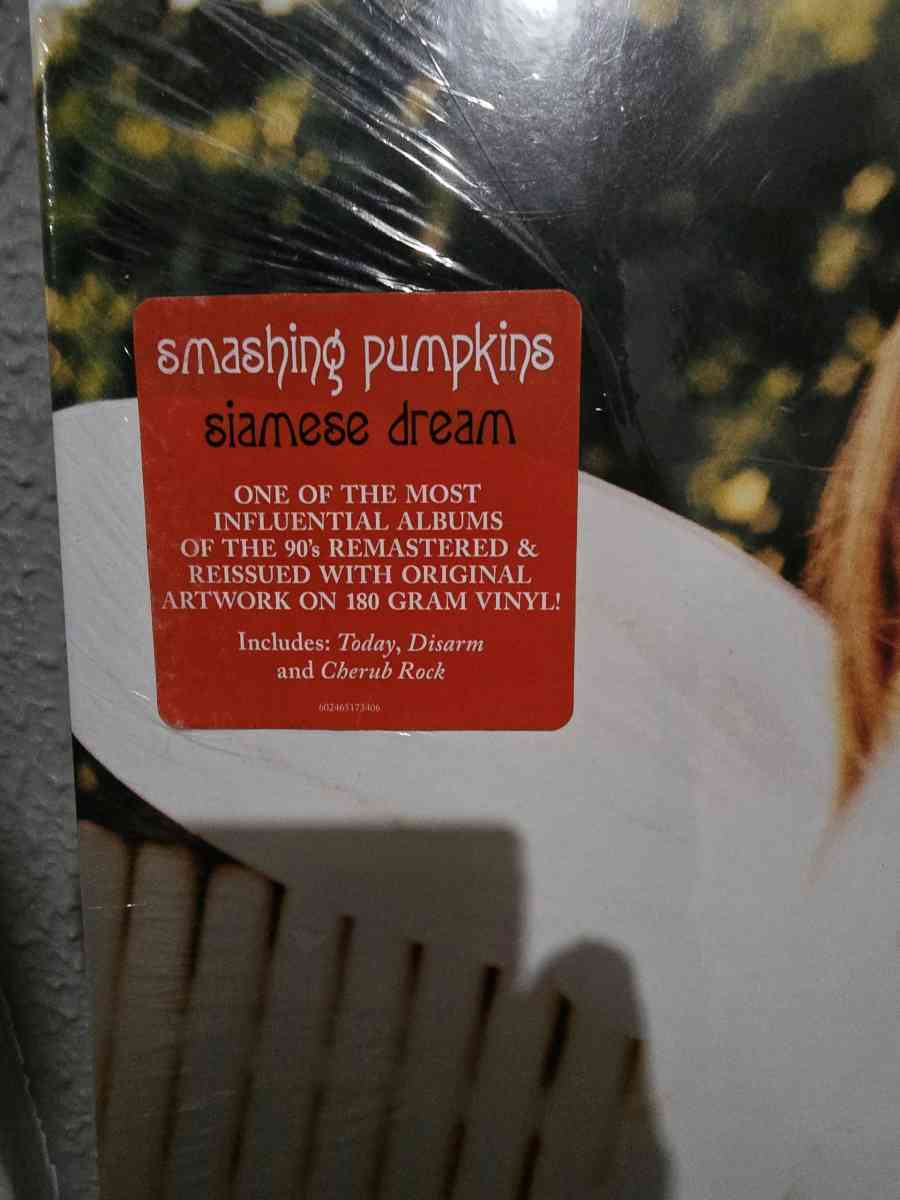 smashing pumpkins
siamese dream
ONE OF THE MOST
INFLUENTIAL ALBUMS
OF THE 90's REMASTERED &
REISSUED WITH ORIGINAL
ARTWORK ON 180 GRAM VINYL!
Includes: Today, Disarm
and Cherub Rock
602465173406